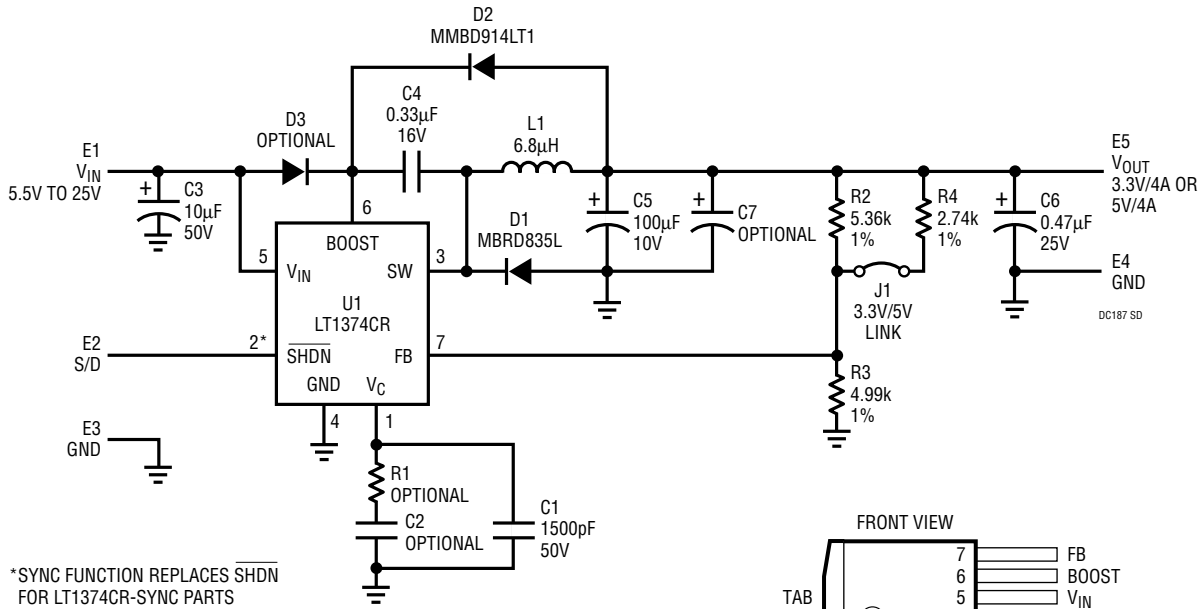 D2
MMBD914LT1
C4
0.33µF
16V
D3
OPTIONAL
L1
6.8µH
E1
VIN
5.5V TO 25V
+
C3
10µF
50V
6
BOOST
5
VIN
SW
3
U1
LT1374CR
D1
MBRD835L
+
C5
100µF
10V
+
C7
OPTIONAL
R2
5.36k
1%
R4
2.74k
1%
+
C6
0.47µF
25V
E5
VOUT
3.3V/4A OR
5V/4A
E4
GND
DC187 SD
J1
3.3V/5V
LINK
E2
S/D
2*
SHDN
FB
7
GND
VC
4
1
R3
4.99k
1%
E3
GND
R1
OPTIONAL
C2
OPTIONAL
C1
1500pF
50V
*SYNC FUNCTION REPLACES SHDN
FOR LT1374CR-SYNC PARTS
FRONT VIEW
7 FB
6 BOOST
5 VIN
TAB